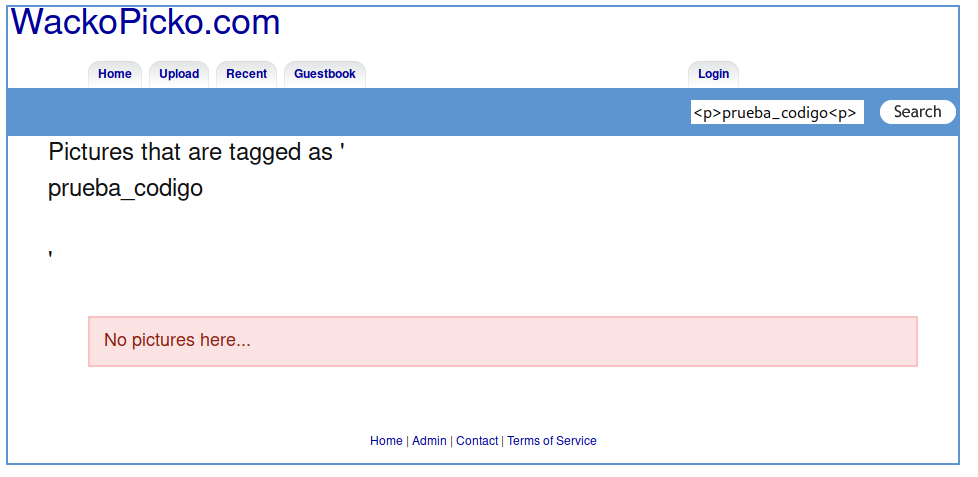 WackoPicko.com
Home Upload Recent Guestbook Login
<p>prueba_codigo<p> Search
Pictures that are tagged as '
prueba_codigo
'
No pictures here...
Home | Admin | Contact | Terms of Service